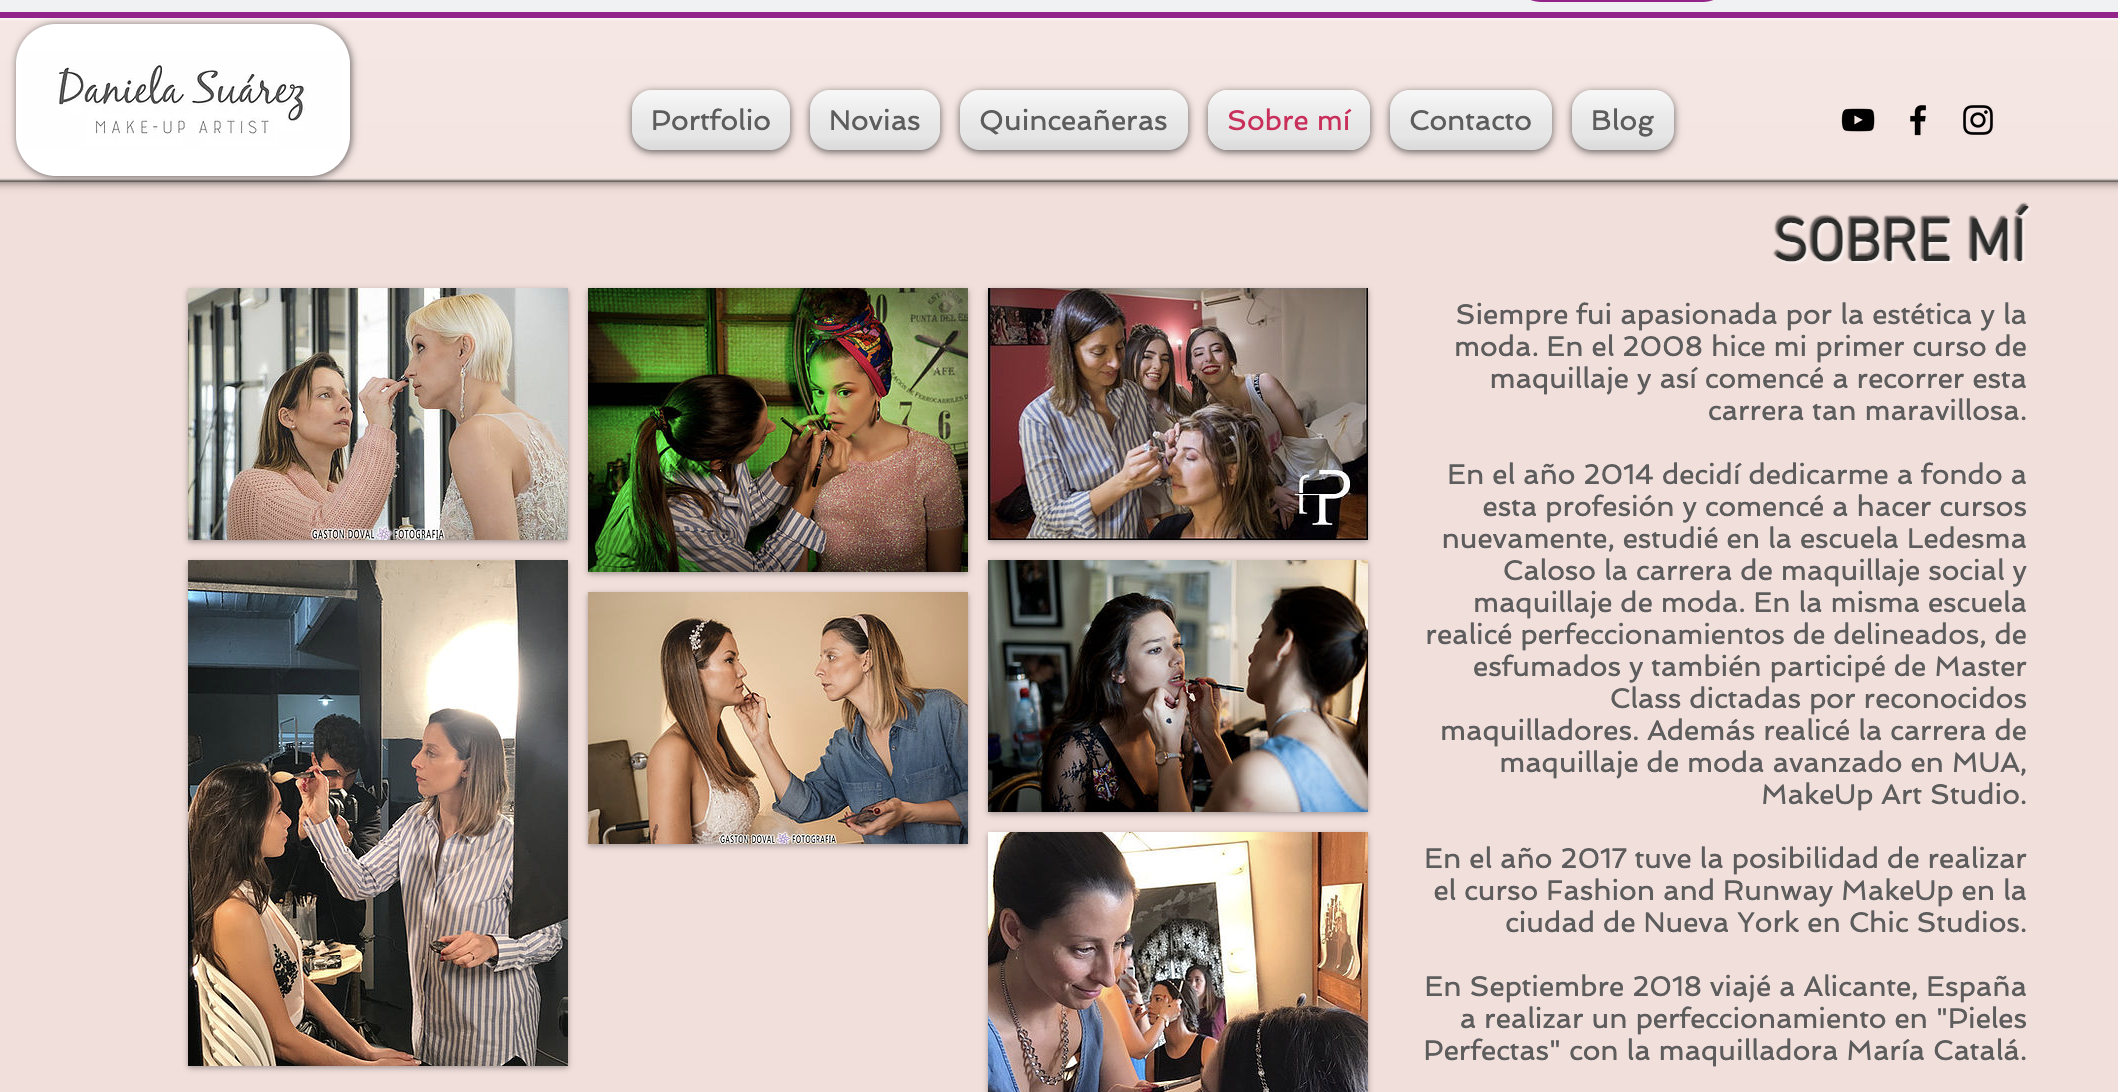 Daniela Suárez
MAKE-UP ARTIST
Portfolio
Novias
Quinceañeras
Sobre mí
Contacto
Blog
SOBRE MÍ
Siempre fui apasionada por la estética y la
moda. En el 2008 hice mi primer curso de
maquillaje y así comencé a recorrer esta
carrera tan maravillosa.
En el año 2014 decidí dedicarme a fondo a
esta profesión y comencé a hacer cursos
nuevamente, estudié en la escuela Ledesma
Caloso la carrera de maquillaje social y
maquillaje de moda. En la misma escuela
realicé perfeccionamientos de delineados, de
esfumados y también participé de Master
Class dictadas por reconocidos
maquilladores. Además realicé la carrera de
maquillaje de moda avanzado en MUA,
MakeUp Art Studio.
En el año 2017 tuve la posibilidad de realizar
el curso Fashion and Runway MakeUp en la
ciudad de Nueva York en Chic Studios.
En Septiembre 2018 viajé a Alicante, España
a realizar un perfeccionamiento en "Pieles
Perfectas" con la maquilladora María Catalá.
GASTON DOVAL FOTOGRAFIA
10
PUNTA DEL ES
CAFE
7 6
GASTON DOVAL FOTOGRAFIA